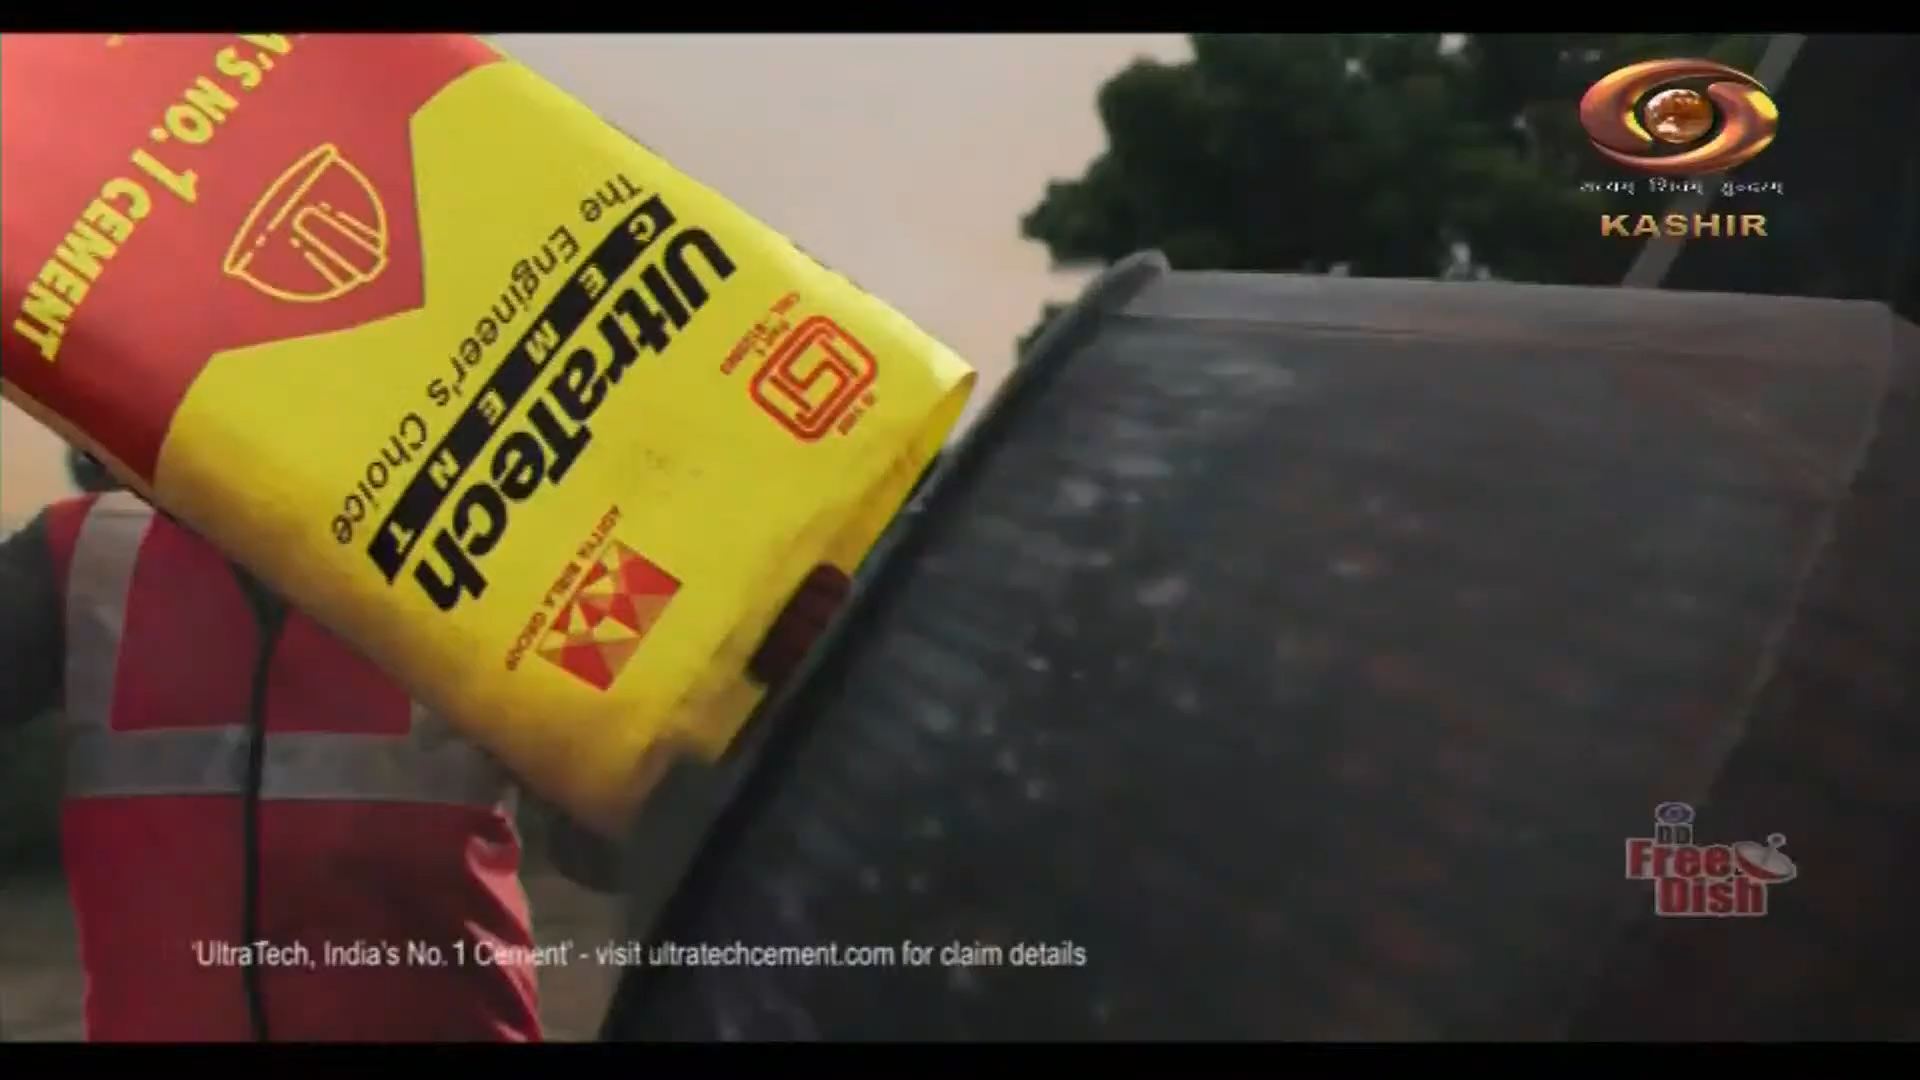 A'S NO. 1 CEMENT
UltraTech
CEMENT
The Engineer's Choice
ADITYA BIRLA GROUP
सत्यम् शिवम् सुन्दरम्
KASHIR
DD
Free
Dish
'UltraTech, India's No. 1 Cement' - visit ultratechcement.com for claim details